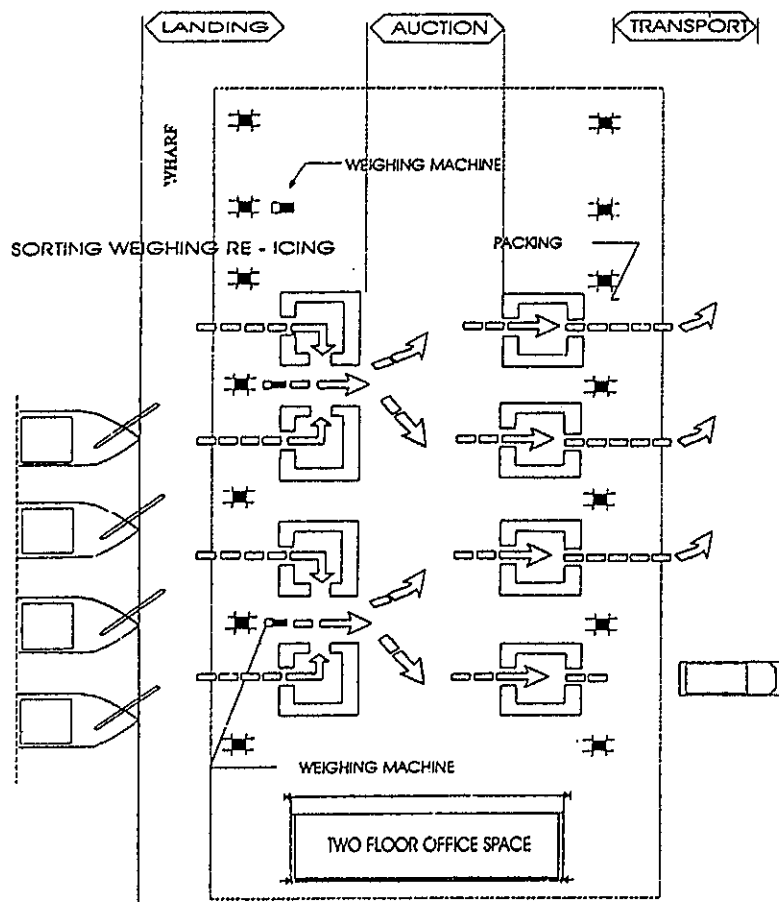 LANDING
AUCTION
TRANSPORT
WHARF
WEIGHING MACHINE
SORTING WEIGHING RE - ICING
PACKING
WEIGHING MACHINE
TWO FLOOR OFFICE SPACE